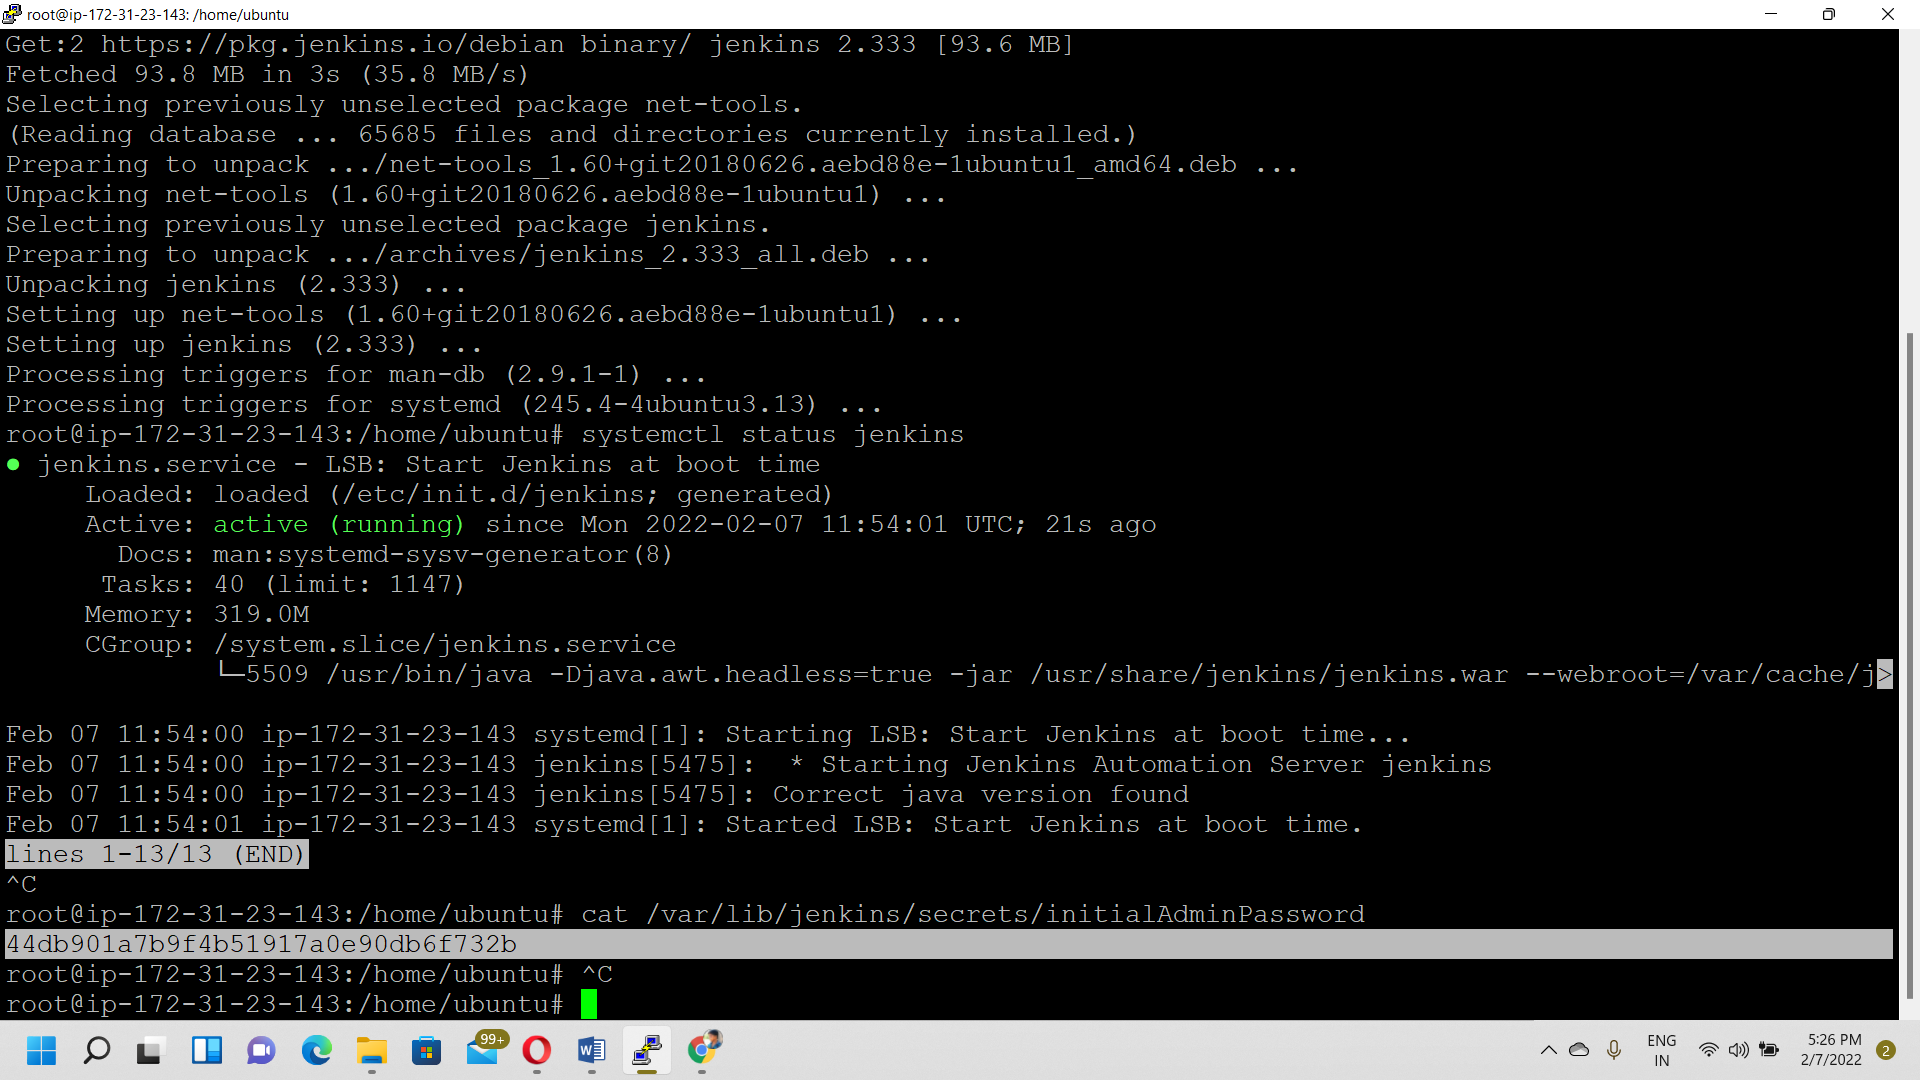 root@ip-172-31-23-143: /home/ubuntu
Get:2 https://pkg.jenkins.io/debian binary/ jenkins 2.333 [93.6 MB]
Fetched 93.8 MB in 3s (35.8 MB/s)
Selecting previously unselected package net-tools.
(Reading database ... 65685 files and directories currently installed.)
Preparing to unpack .../net-tools_1.60+git20180626.aebd88e-1ubuntu1_amd64.deb ...
Unpacking net-tools (1.60+git20180626.aebd88e-1ubuntu1) ...
Selecting previously unselected package jenkins.
Preparing to unpack .../archives/jenkins_2.333_all.deb ...
Unpacking jenkins (2.333) ...
Setting up net-tools (1.60+git20180626.aebd88e-1ubuntu1) ...
Setting up jenkins (2.333) ...
Processing triggers for man-db (2.9.1-1) ...
Processing triggers for systemd (245.4-4ubuntu3.13) ...
root@ip-172-31-23-143:/home/ubuntu# systemctl status jenkins
● jenkins.service - LSB: Start Jenkins at boot time
Loaded: loaded (/etc/init.d/jenkins; generated)
Active: active (running) since Mon 2022-02-07 11:54:01 UTC; 21s ago
Docs: man:systemd-sysv-generator(8)
Tasks: 40 (limit: 1147)
Memory: 319.0M
CGroup: /system.slice/jenkins.service
└─5509 /usr/bin/java -Djava.awt.headless=true -jar /usr/share/jenkins/jenkins.war --webroot=/var/cache/j>
Feb 07 11:54:00 ip-172-31-23-143 systemd[1]: Starting LSB: Start Jenkins at boot time...
Feb 07 11:54:00 ip-172-31-23-143 jenkins[5475]:  * Starting Jenkins Automation Server jenkins
Feb 07 11:54:00 ip-172-31-23-143 jenkins[5475]: Correct java version found
Feb 07 11:54:01 ip-172-31-23-143 systemd[1]: Started LSB: Start Jenkins at boot time.
lines 1-13/13 (END)
^C
root@ip-172-31-23-143:/home/ubuntu# cat /var/lib/jenkins/secrets/initialAdminPassword
44db901a7b9f4b51917a0e90db6f732b
root@ip-172-31-23-143:/home/ubuntu# ^C
root@ip-172-31-23-143:/home/ubuntu#
99+
ENG
IN
5:26 PM
2/7/2022
2